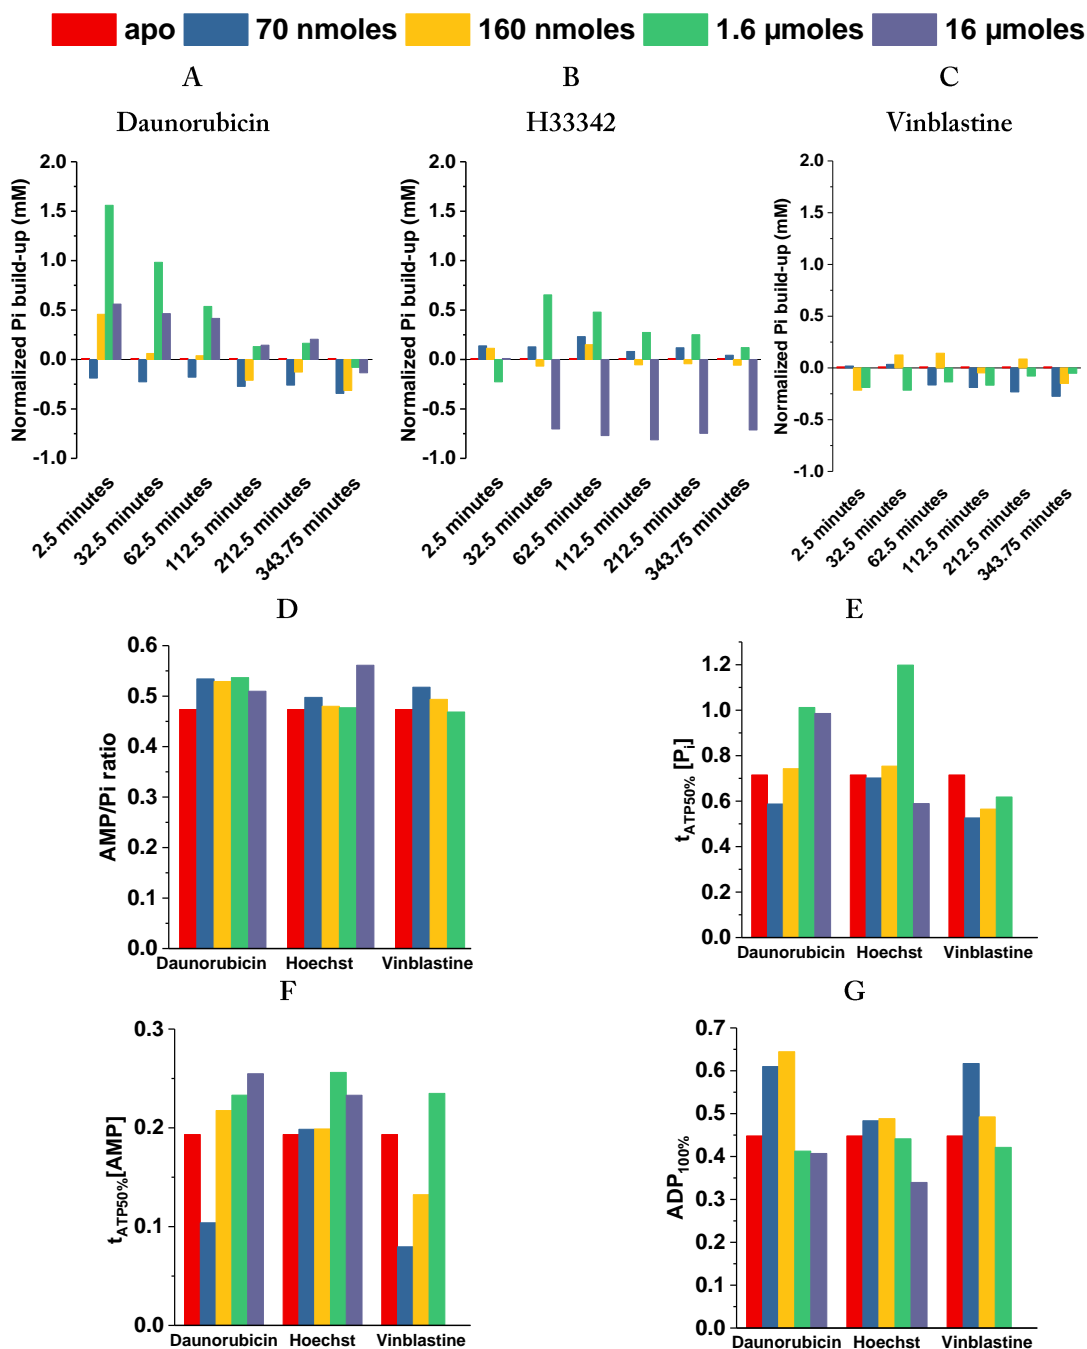 apo 70 nmoles 160 nmoles 1.6 µmoles 16 µmoles
A B C
Daunorubicin H33342 Vinblastine
Normalized Pi build-up (mM)
2.0
1.5
1.0
0.5
0.0
-0.5
-1.0
2.5 minutes
32.5 minutes
62.5 minutes
112.5 minutes
212.5 minutes
343.75 minutes
Normalized Pi build-up (mM)
2.0
1.5
1.0
0.5
0.0
-0.5
-1.0
2.5 minutes
32.5 minutes
62.5 minutes
112.5 minutes
212.5 minutes
343.75 minutes
Normalized Pi build-up (mM)
2.0
1.5
1.0
0.5
0.0
-0.5
-1.0
2.5 minutes
32.5 minutes
62.5 minutes
112.5 minutes
212.5 minutes
343.75 minutes
D
AMP/Pi ratio
0.6
0.5
0.4
0.3
0.2
0.1
0.0
Daunorubicin Hoechst Vinblastine
E
t_ATP50% [P_i]
1.2
1.0
0.8
0.6
0.4
0.2
0.0
Daunorubicin Hoechst Vinblastine
F
t_ATP50%[AMP]
0.3
0.2
0.1
0.0
Daunorubicin Hoechst Vinblastine
G
ADP_100%
0.7
0.6
0.5
0.4
0.3
0.2
0.1
0.0
Daunorubicin Hoechst Vinblastine